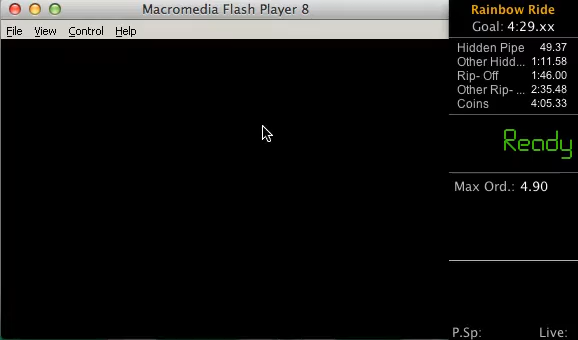 Macromedia Flash Player 8
File View Control Help
Rainbow Ride
Goal: 4:29.xx
Hidden Pipe 49.37
Other Hidd... 1:11.58
Rip- Off 1:46.00
Other Rip- ... 2:35.48
Coins 4:05.33
Ready
Max Ord.: 4.90
P.Sp: Live: